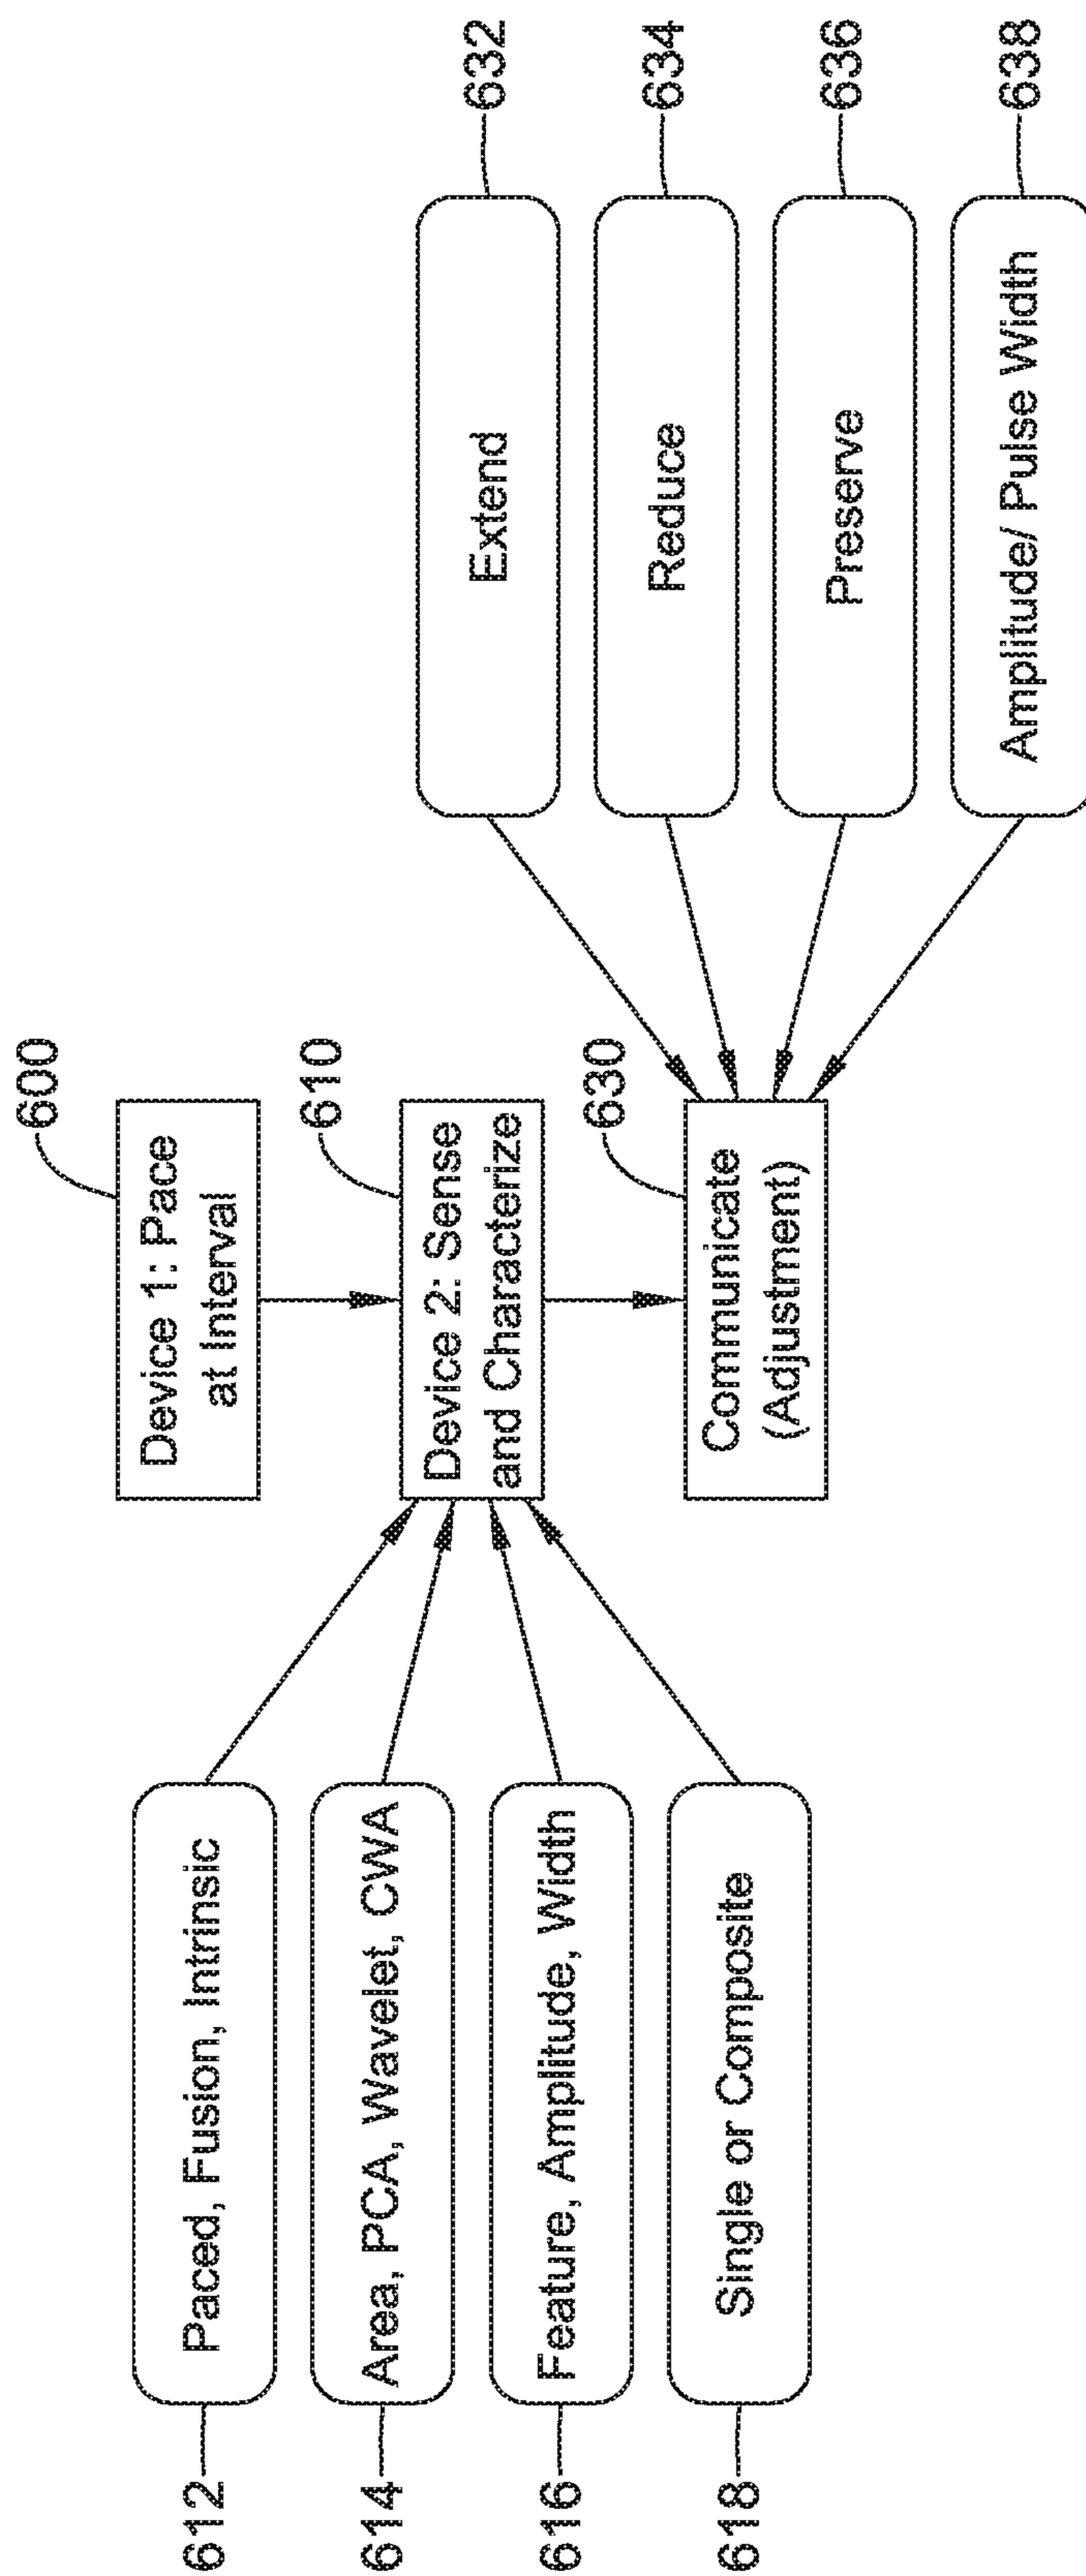 600
Device 1: Pace
at Interval
610
Device 2: Sense
and Characterize
630
Communicate
(Adjustment)
612
Paced, Fusion, Intrinsic
614
Area, PCA, Wavelet, CWA
616
Feature, Amplitude, Width
618
Single or Composite
Extend
632
Reduce
634
Preserve
636
Amplitude/ Pulse Width
638